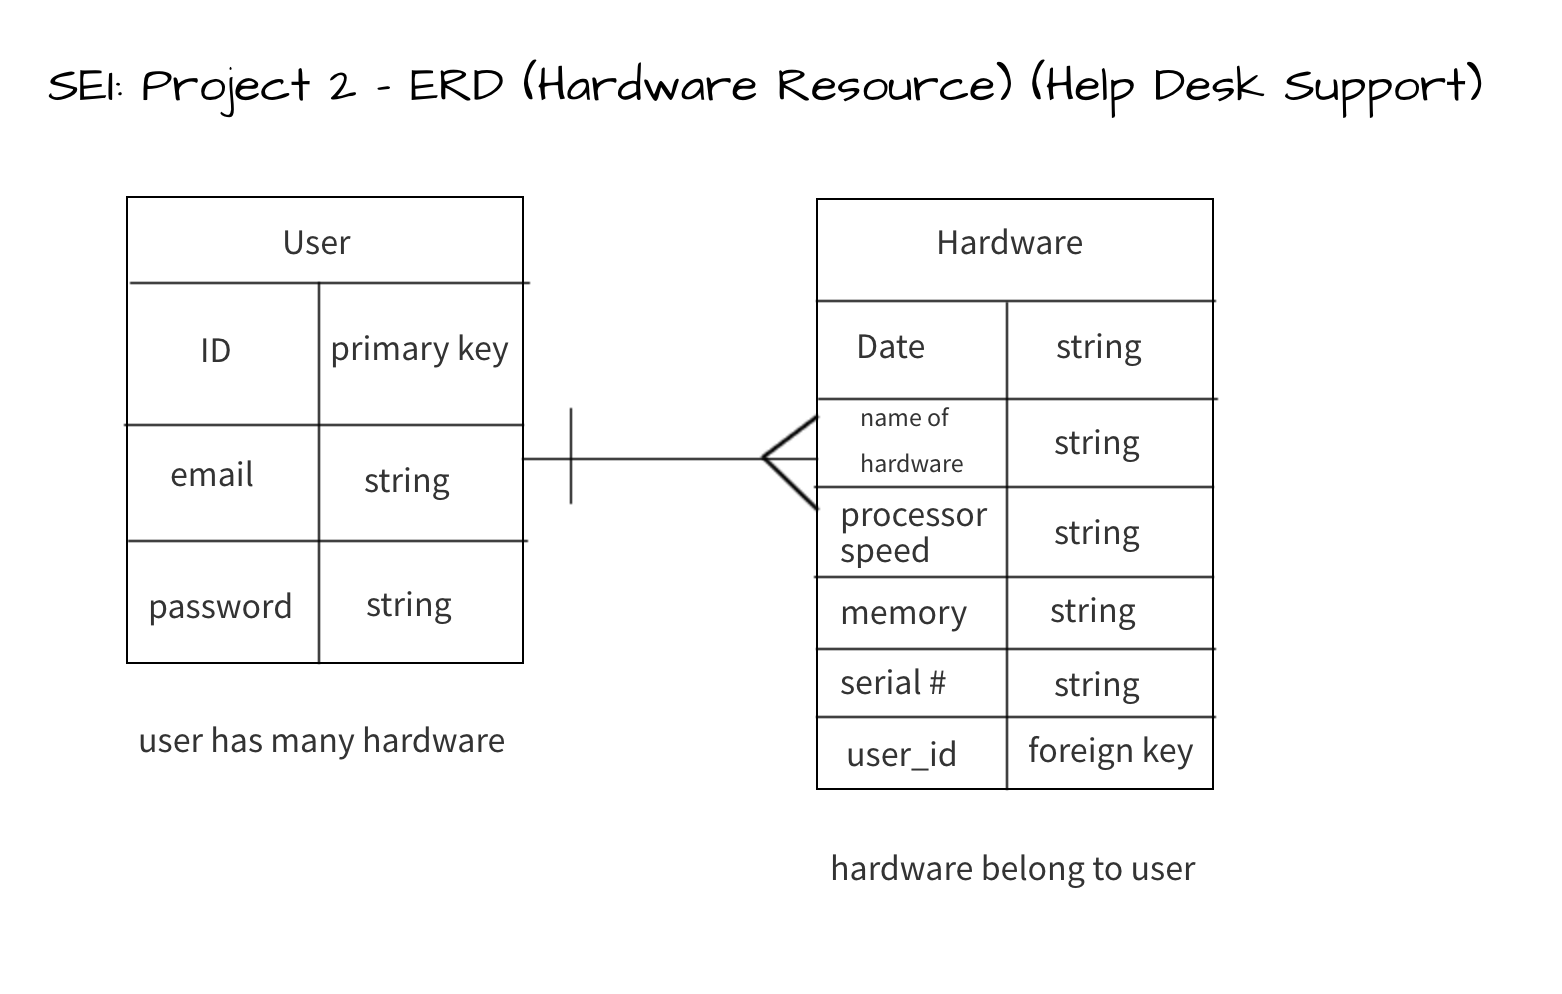 SEI: Project 2 - ERD (Hardware Resource) (Help Desk Support)
User
ID
primary key
email
string
password
string
user has many hardware
Hardware
Date
string
name of
hardware
string
processor
speed
string
memory
string
serial #
string
user_id
foreign key
hardware belong to user